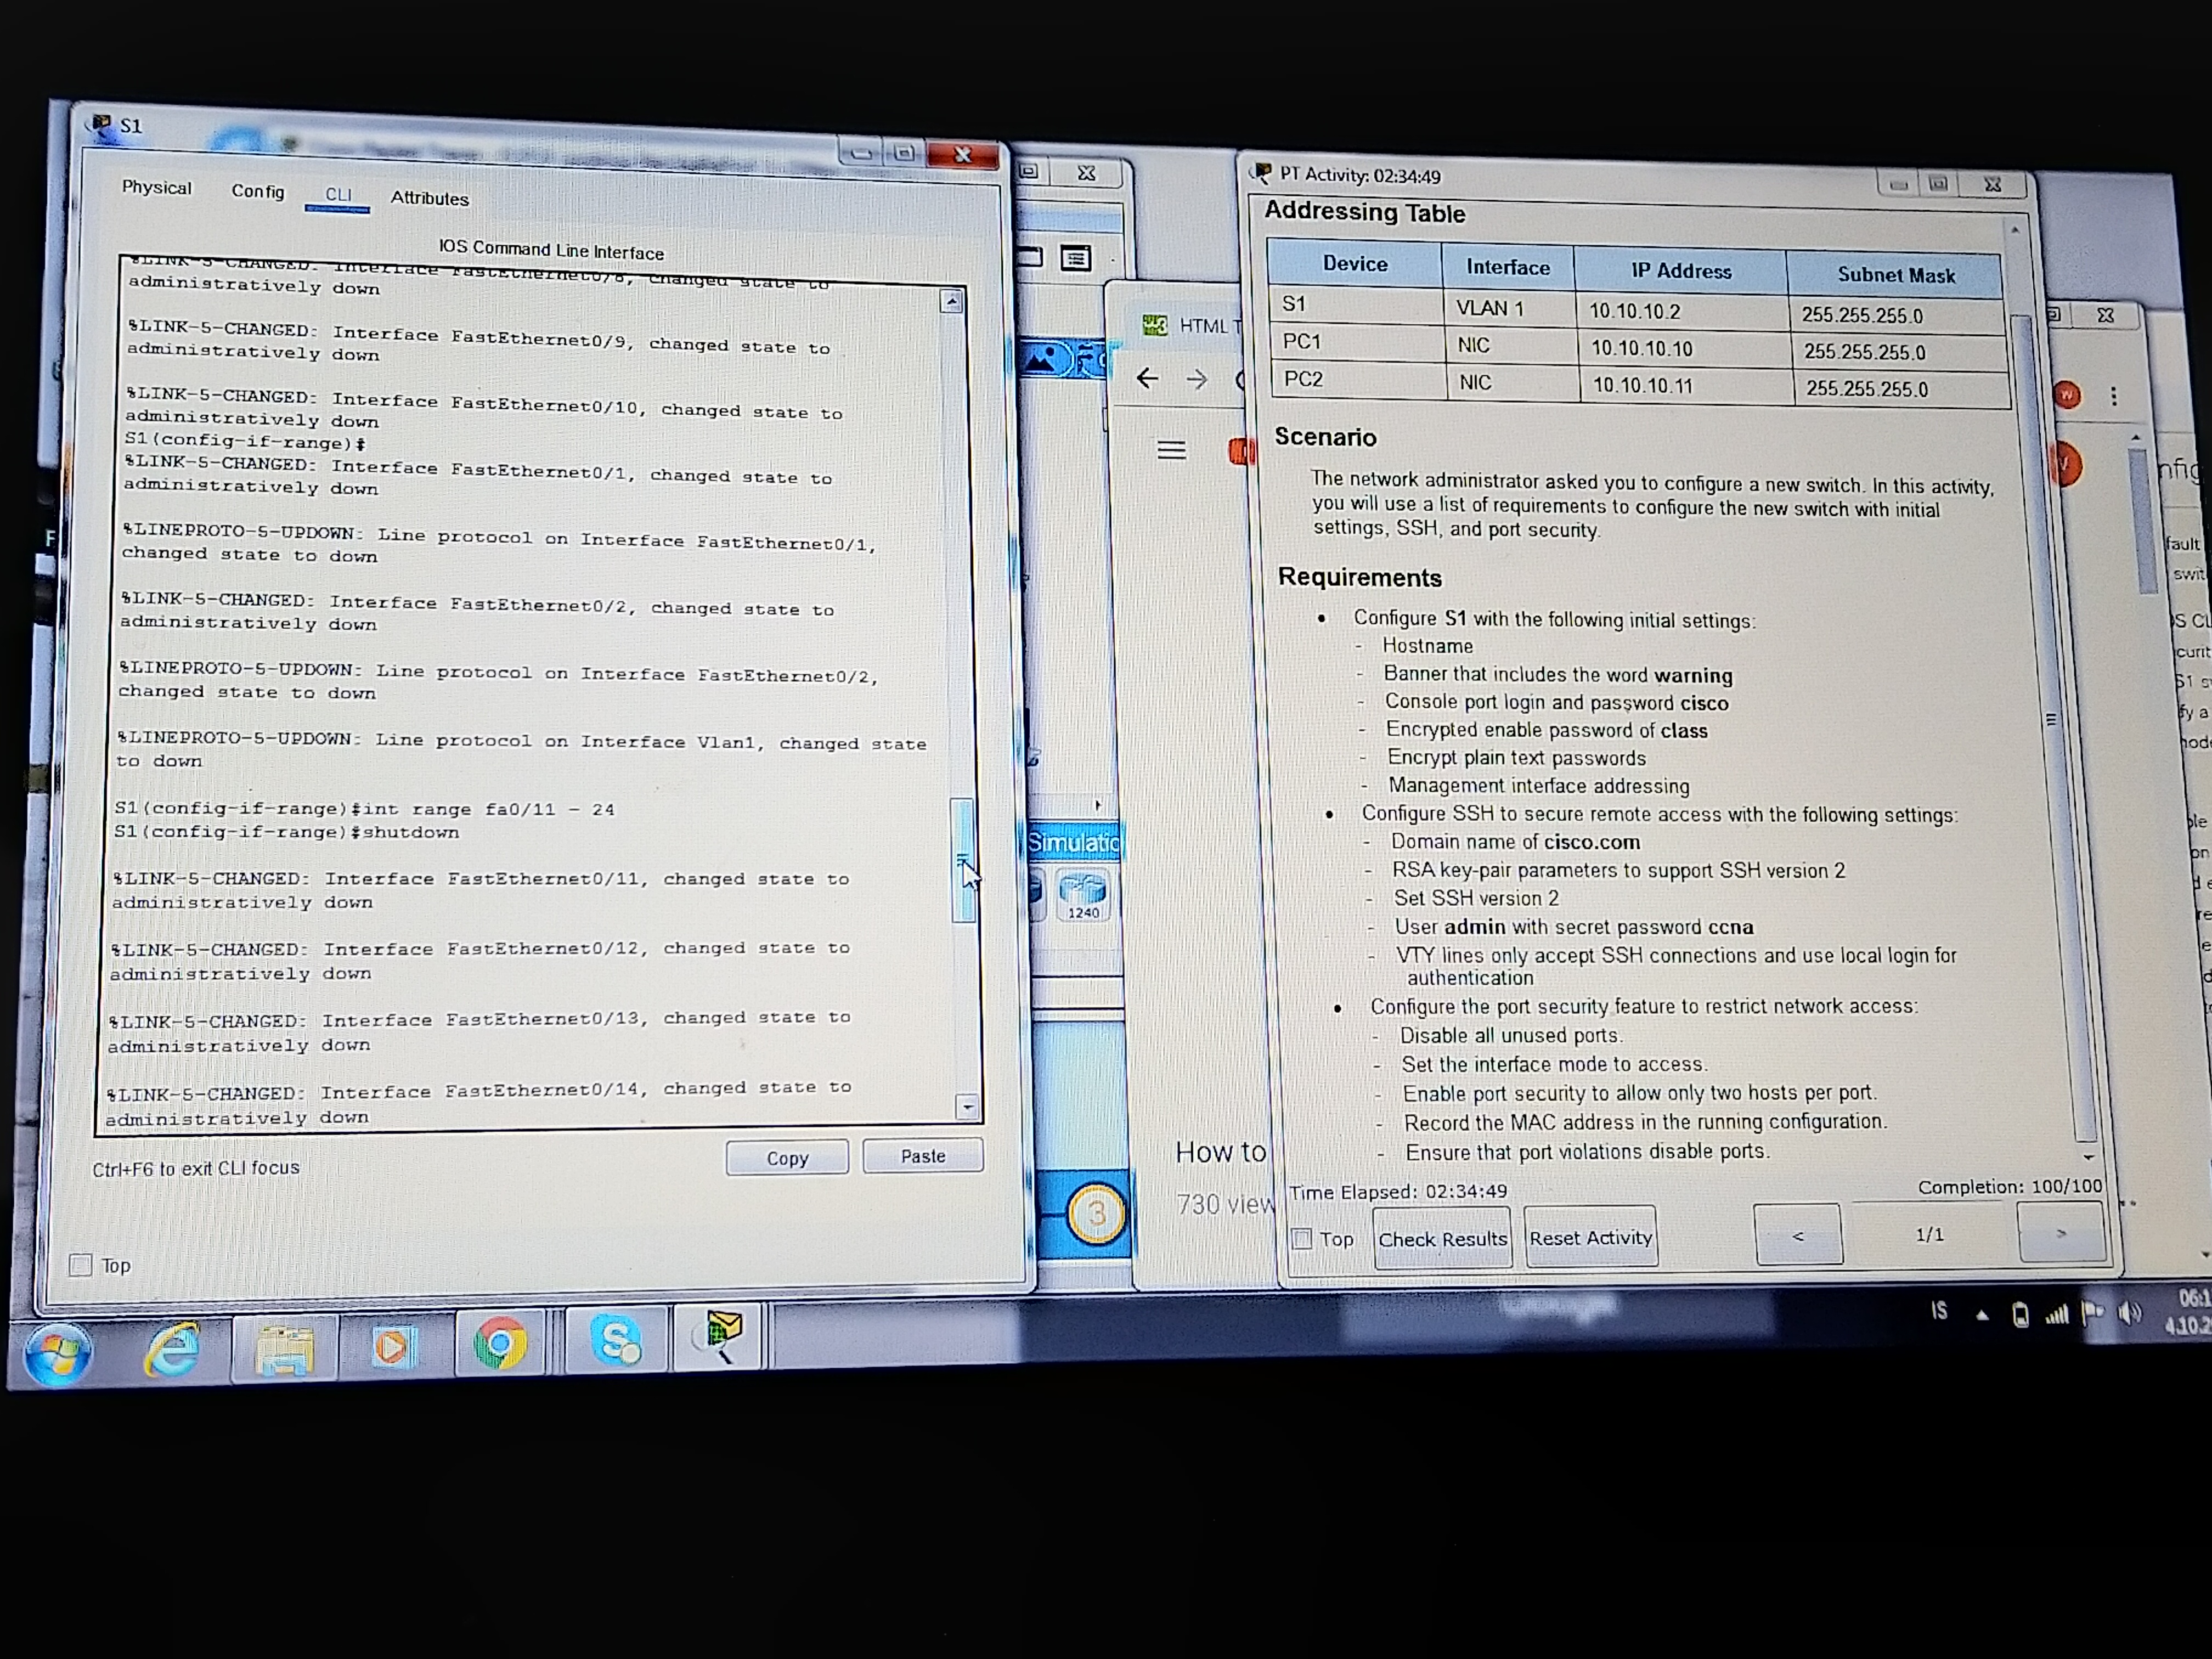 S1
Physical Config CLI Attributes
IOS Command Line Interface
%LINK-5-CHANGED: Interface FastEthernet0/8, changed state to
administratively down
%LINK-5-CHANGED: Interface FastEthernet0/9, changed state to
administratively down
%LINK-5-CHANGED: Interface FastEthernet0/10, changed state to
administratively down
S1(config-if-range)#
%LINK-5-CHANGED: Interface FastEthernet0/1, changed state to
administratively down
%LINEPROTO-5-UPDOWN: Line protocol on Interface FastEthernet0/1,
changed state to down
%LINK-5-CHANGED: Interface FastEthernet0/2, changed state to
administratively down
%LINEPROTO-5-UPDOWN: Line protocol on Interface FastEthernet0/2,
changed state to down
%LINEPROTO-5-UPDOWN: Line protocol on Interface Vlan1, changed state
to down
S1(config-if-range)#int range fa0/11 - 24
S1(config-if-range)#shutdown
%LINK-5-CHANGED: Interface FastEthernet0/11, changed state to
administratively down
%LINK-5-CHANGED: Interface FastEthernet0/12, changed state to
administratively down
%LINK-5-CHANGED: Interface FastEthernet0/13, changed state to
administratively down
%LINK-5-CHANGED: Interface FastEthernet0/14, changed state to
administratively down
Ctrl+F6 to exit CLI focus
Copy Paste
Top
Simulatio
1240
3
HTML T
How to
730 view
PT Activity: 02:34:49
Addressing Table
Device Interface IP Address Subnet Mask
S1 VLAN 1 10.10.10.2 255.255.255.0
PC1 NIC 10.10.10.10 255.255.255.0
PC2 NIC 10.10.10.11 255.255.255.0
Scenario
The network administrator asked you to configure a new switch. In this activity,
you will use a list of requirements to configure the new switch with initial
settings, SSH, and port security.
Requirements
• Configure S1 with the following initial settings:
- Hostname
- Banner that includes the word warning
- Console port login and password cisco
- Encrypted enable password of class
- Encrypt plain text passwords
- Management interface addressing
• Configure SSH to secure remote access with the following settings:
- Domain name of cisco.com
- RSA key-pair parameters to support SSH version 2
- Set SSH version 2
- User admin with secret password ccna
- VTY lines only accept SSH connections and use local login for
authentication
• Configure the port security feature to restrict network access:
- Disable all unused ports.
- Set the interface mode to access.
- Enable port security to allow only two hosts per port.
- Record the MAC address in the running configuration.
- Ensure that port violations disable ports.
Time Elapsed: 02:34:49 Completion: 100/100
Top Check Results Reset Activity < 1/1 >
IS
06:1
4.10.2